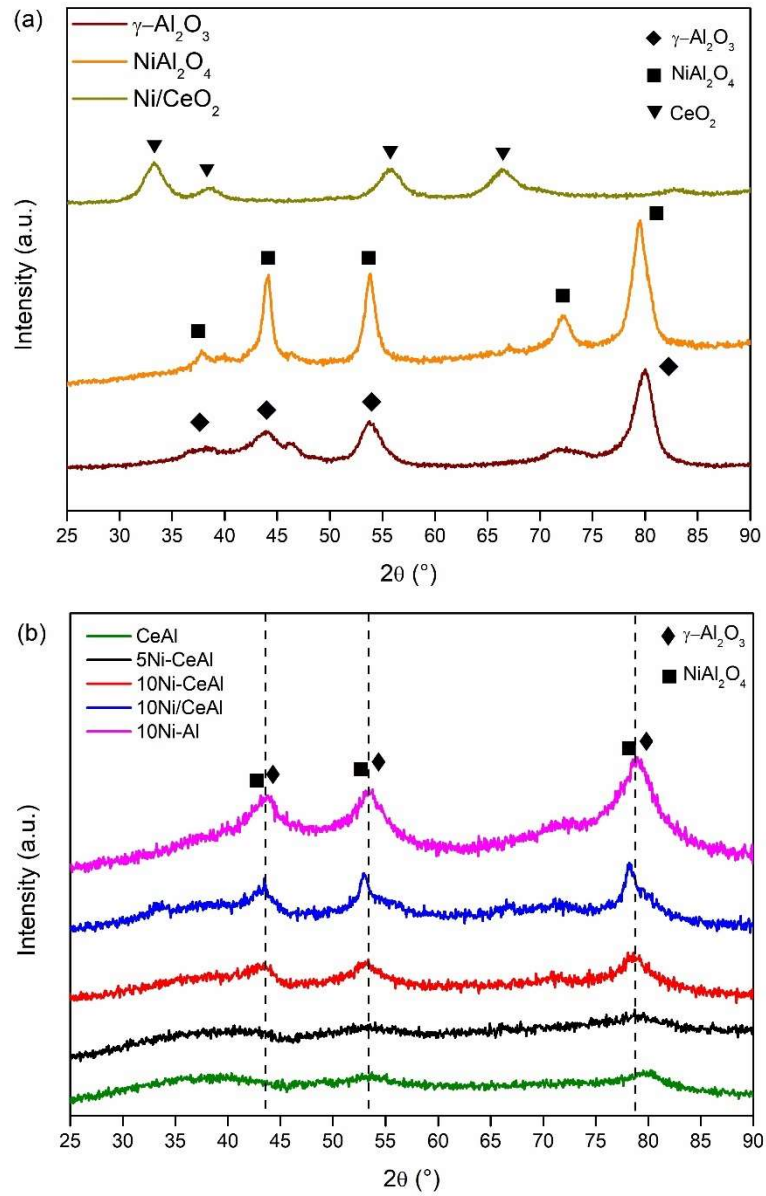 (a)
γ–Al₂O₃
NiAl₂O₄
Ni/CeO₂
γ–Al₂O₃
NiAl₂O₄
CeO₂
Intensity (a.u.)
25 30 35 40 45 50 55 60 65 70 75 80 85 90
2θ (°)
(b)
CeAl
5Ni-CeAl
10Ni-CeAl
10Ni/CeAl
10Ni-Al
γ–Al₂O₃
NiAl₂O₄
Intensity (a.u.)
25 30 35 40 45 50 55 60 65 70 75 80 85 90
2θ (°)